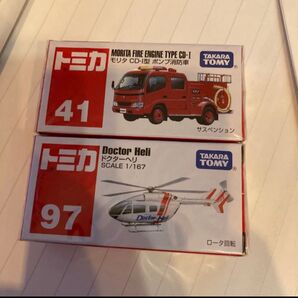 トミカ
41
MORITA FIRE ENGINE TYPE CD-I
モリタ CD-I型 ポンプ消防車
TAKARA
TOMY
サスペンション
トミカ
97
Doctor Heli
ドクターヘリ
SCALE 1/167
TAKARA
TOMY
Doctor-Heli
ロータ回転